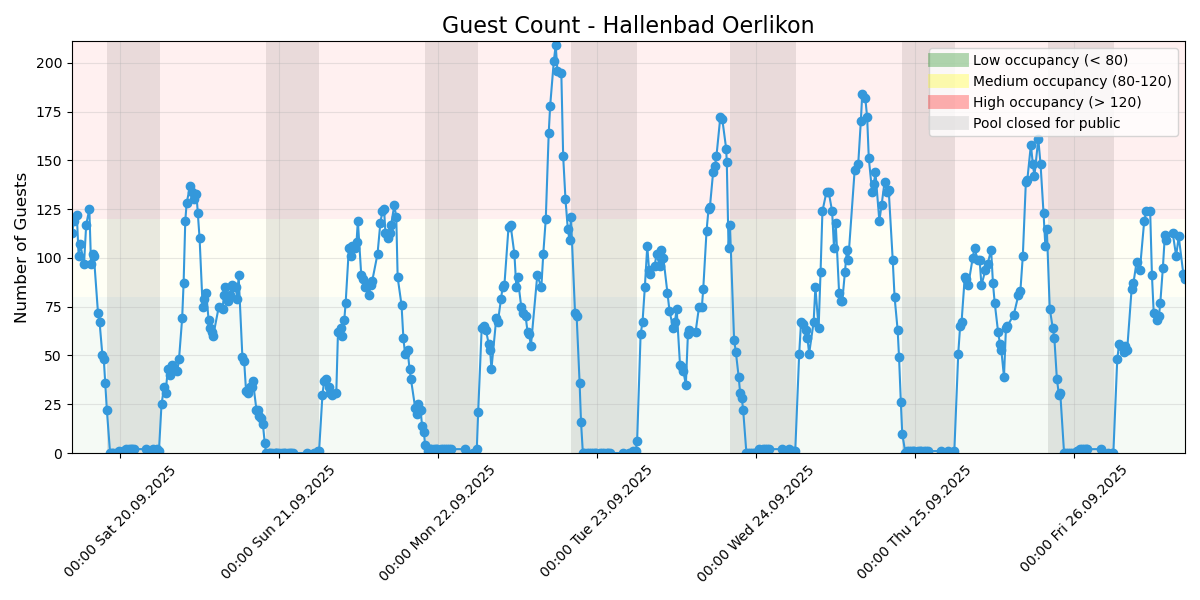 Guest Count - Hallenbad Oerlikon
Number of Guests
200
175
150
125
100
75
50
25
0
Low occupancy (< 80)
Medium occupancy (80-120)
High occupancy (> 120)
Pool closed for public
00:00 Sat 20.09.2025
00:00 Sun 21.09.2025
00:00 Mon 22.09.2025
00:00 Tue 23.09.2025
00:00 Wed 24.09.2025
00:00 Thu 25.09.2025
00:00 Fri 26.09.2025